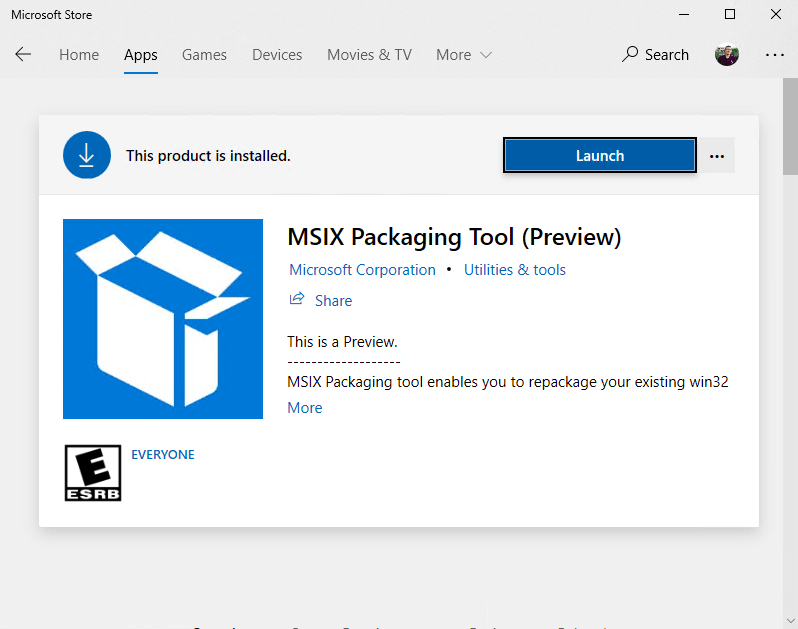 Microsoft Store
Home Apps Games Devices Movies & TV More Search
This product is installed. Launch
MSIX Packaging Tool (Preview)
Microsoft Corporation • Utilities & tools
Share
This is a Preview.
-------------------
MSIX Packaging tool enables you to repackage your existing win32
More
E EVERYONE
ESRB